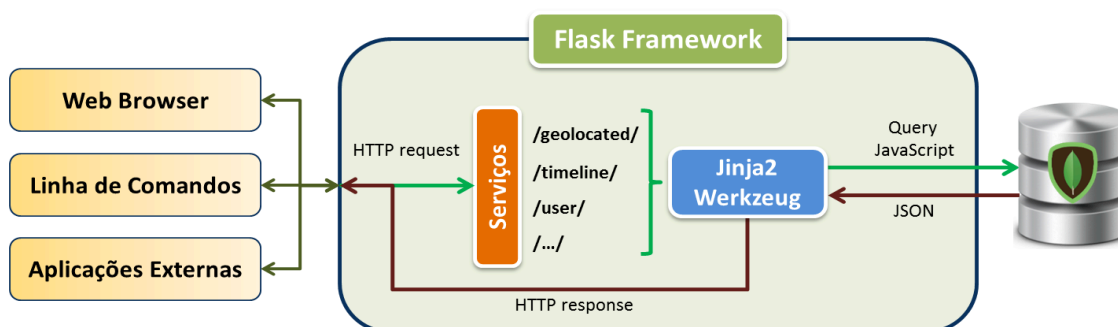 Flask Framework
Web Browser
Linha de Comandos
Aplicações Externas
HTTP request
Serviços
/geolocated/
/timeline/
/user/
/.../
Jinja2
Werkzeug
Query
JavaScript
JSON
HTTP response